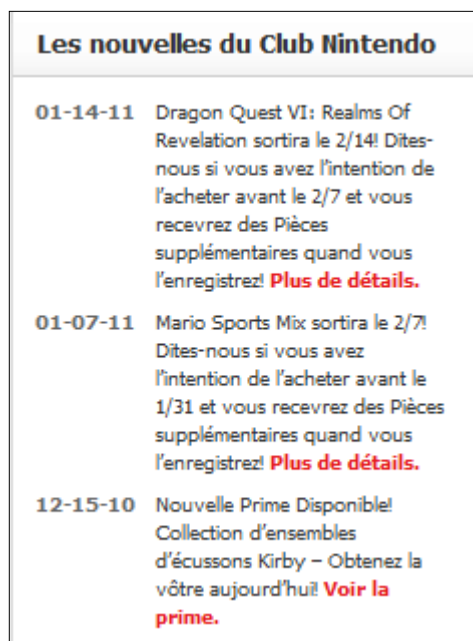 Les nouvelles du Club Nintendo
01-14-11 Dragon Quest VI: Realms Of
Revelation sortira le 2/14! Dites-
nous si vous avez l'intention de
l'acheter avant le 2/7 et vous
recevrez des Pièces
supplémentaires quand vous
l'enregistrez! Plus de détails.
01-07-11 Mario Sports Mix sortira le 2/7!
Dites-nous si vous avez
l'intention de l'acheter avant le
1/31 et vous recevrez des Pièces
supplémentaires quand vous
l'enregistrez! Plus de détails.
12-15-10 Nouvelle Prime Disponible!
Collection d'ensembles
d'écussons Kirby – Obtenez la
vôtre aujourd'hui! Voir la
prime.